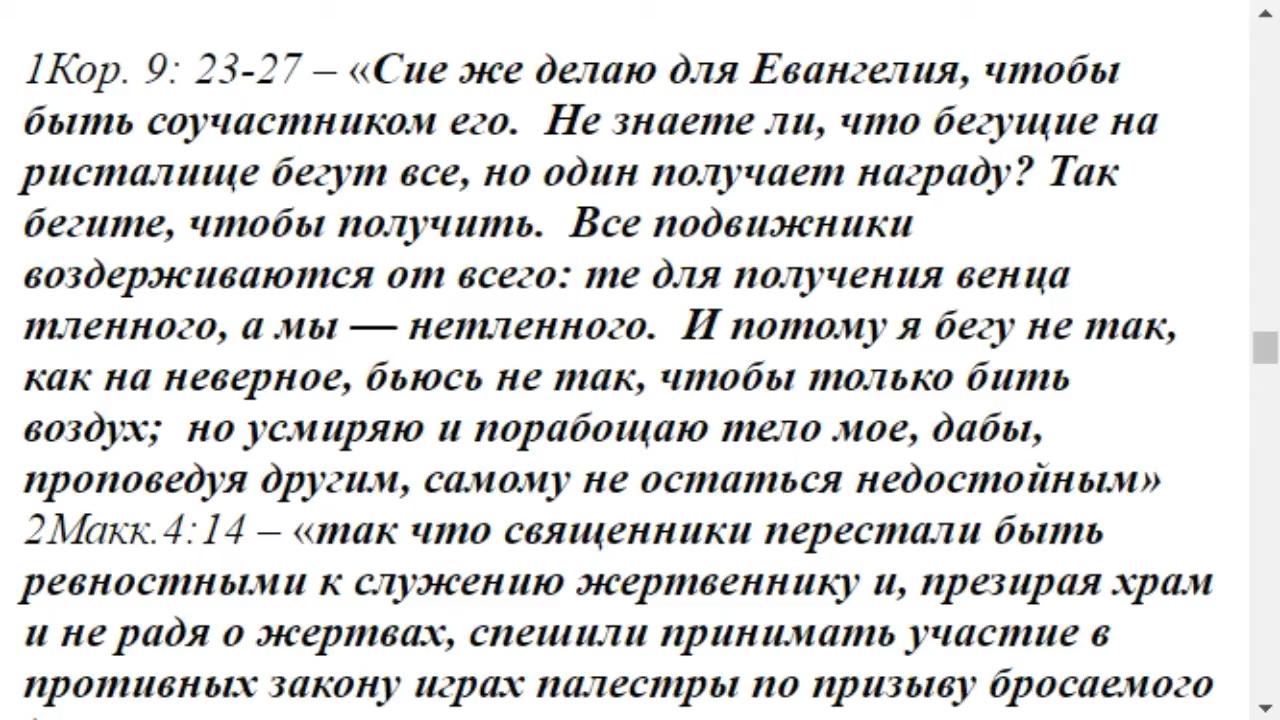 1Кор. 9: 23-27 – «Сие же делаю для Евангелия, чтобы
быть соучастником его. Не знаете ли, что бегущие на
ристалище бегут все, но один получает награду? Так
бегите, чтобы получить. Все подвижники
воздерживаются от всего: те для получения венца
тленного, а мы — нетленного. И потому я бегу не так,
как на неверное, бьюсь не так, чтобы только бить
воздух; но усмиряю и порабощаю тело мое, дабы,
проповедуя другим, самому не остаться недостойным»
2Макк.4:14 – «так что священники перестали быть
ревностными к служению жертвеннику и, презирая храм
и не радя о жертвах, спешили принимать участие в
противных закону играх палестры по призыву бросаемого